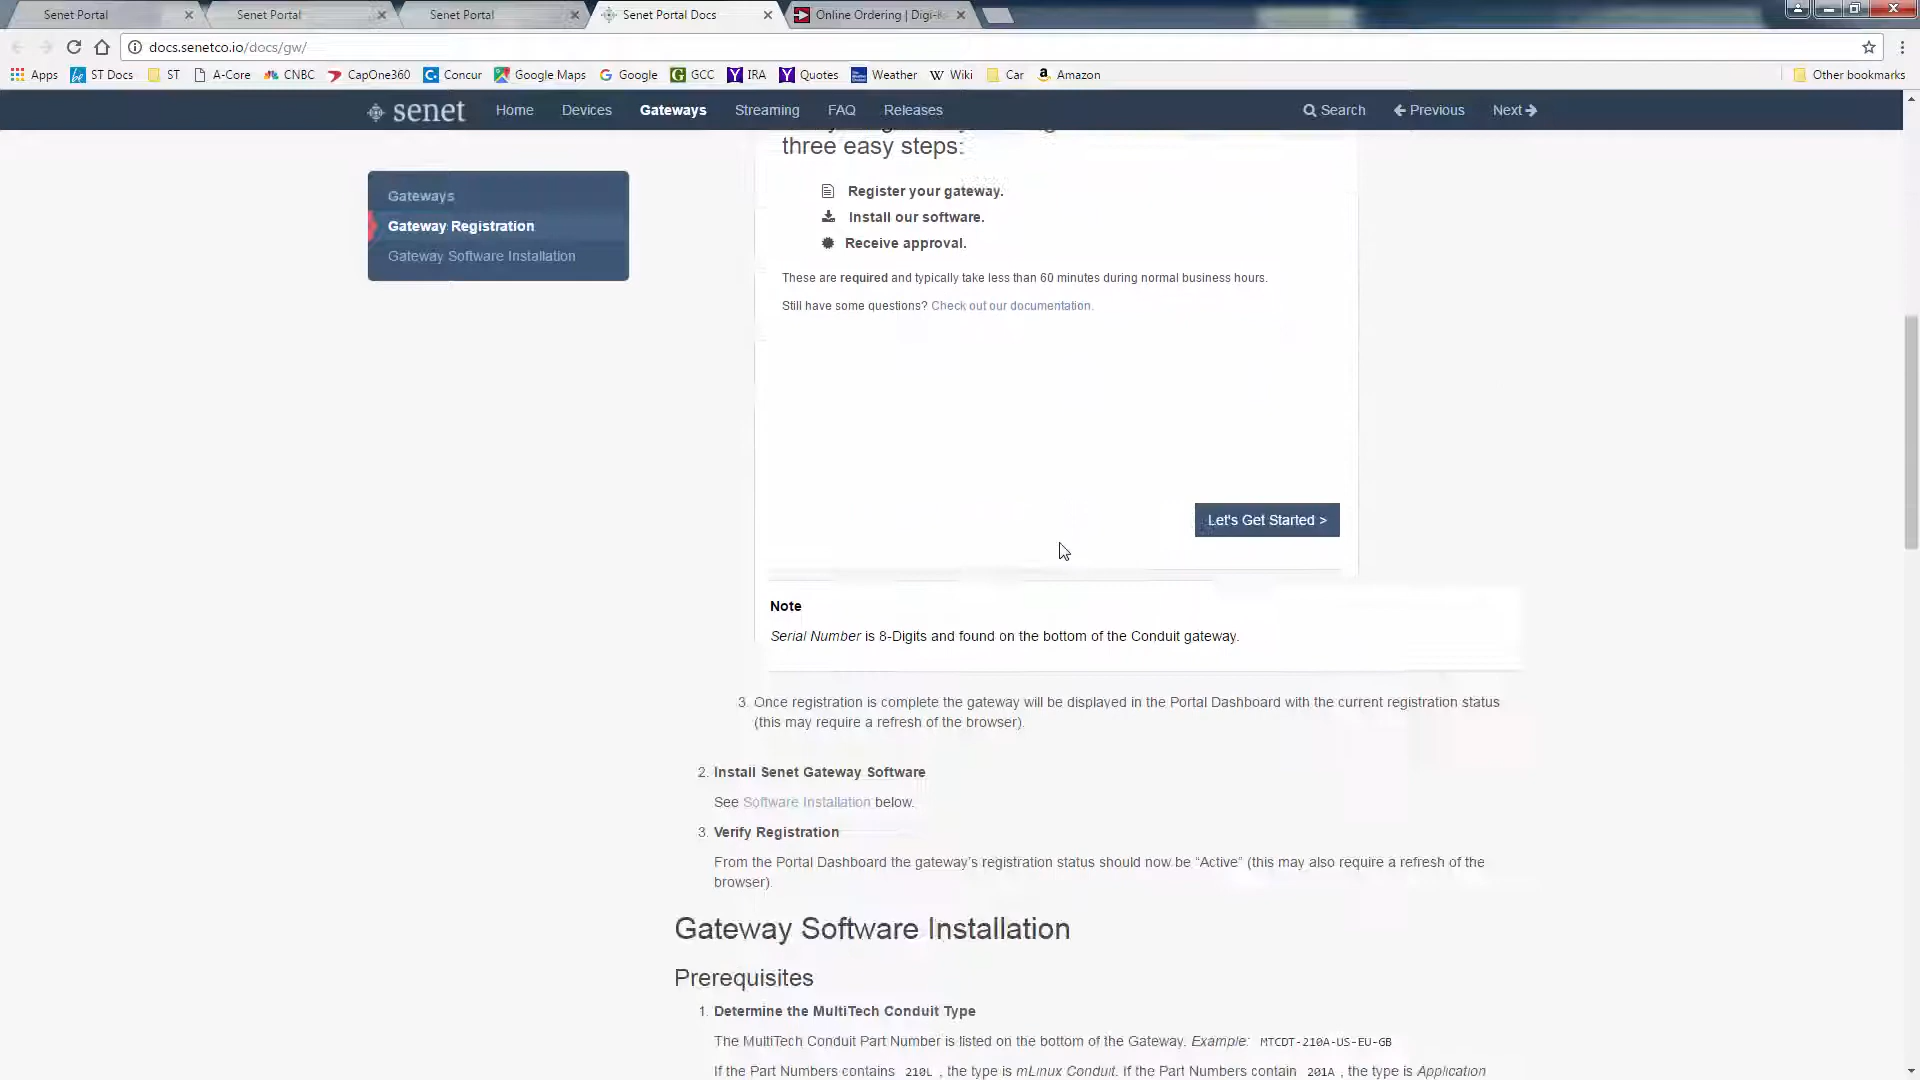 Senet Portal
Senet Portal
Senet Portal
Senet Portal Docs
Online Ordering | Digi-K
docs.senetco.io/docs/gw/
Apps
ST Docs
ST
A-Core
CNBC
CapOne360
Concur
Google Maps
Google
GCC
IRA
Quotes
Weather
Wiki
Car
Amazon
Other bookmarks
senet
Home
Devices
Gateways
Streaming
FAQ
Releases
Search
Previous
Next
Gateways
Gateway Registration
Gateway Software Installation
three easy steps:
Register your gateway.
Install our software.
Receive approval.
These are required and typically take less than 60 minutes during normal business hours.
Still have some questions? Check out our documentation.
Let's Get Started >
Note
Serial Number is 8-Digits and found on the bottom of the Conduit gateway.
3. Once registration is complete the gateway will be displayed in the Portal Dashboard with the current registration status
(this may require a refresh of the browser).
2. Install Senet Gateway Software
See Software Installation below.
3. Verify Registration
From the Portal Dashboard the gateway's registration status should now be “Active” (this may also require a refresh of the
browser).
Gateway Software Installation
Prerequisites
1. Determine the MultiTech Conduit Type
The MultiTech Conduit Part Number is listed on the bottom of the Gateway. Example: MTCDT-210A-US-EU-GB
If the Part Numbers contains 210L , the type is mLinux Conduit. If the Part Numbers contain 201A , the type is Application